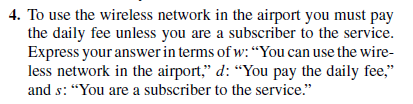 4. To use the wireless network in the airport you must pay
the daily fee unless you are a subscriber to the service.
Express your answer in terms of w: “You can use the wire-
less network in the airport,” d: “You pay the daily fee,”
and s: “You are a subscriber to the service.”